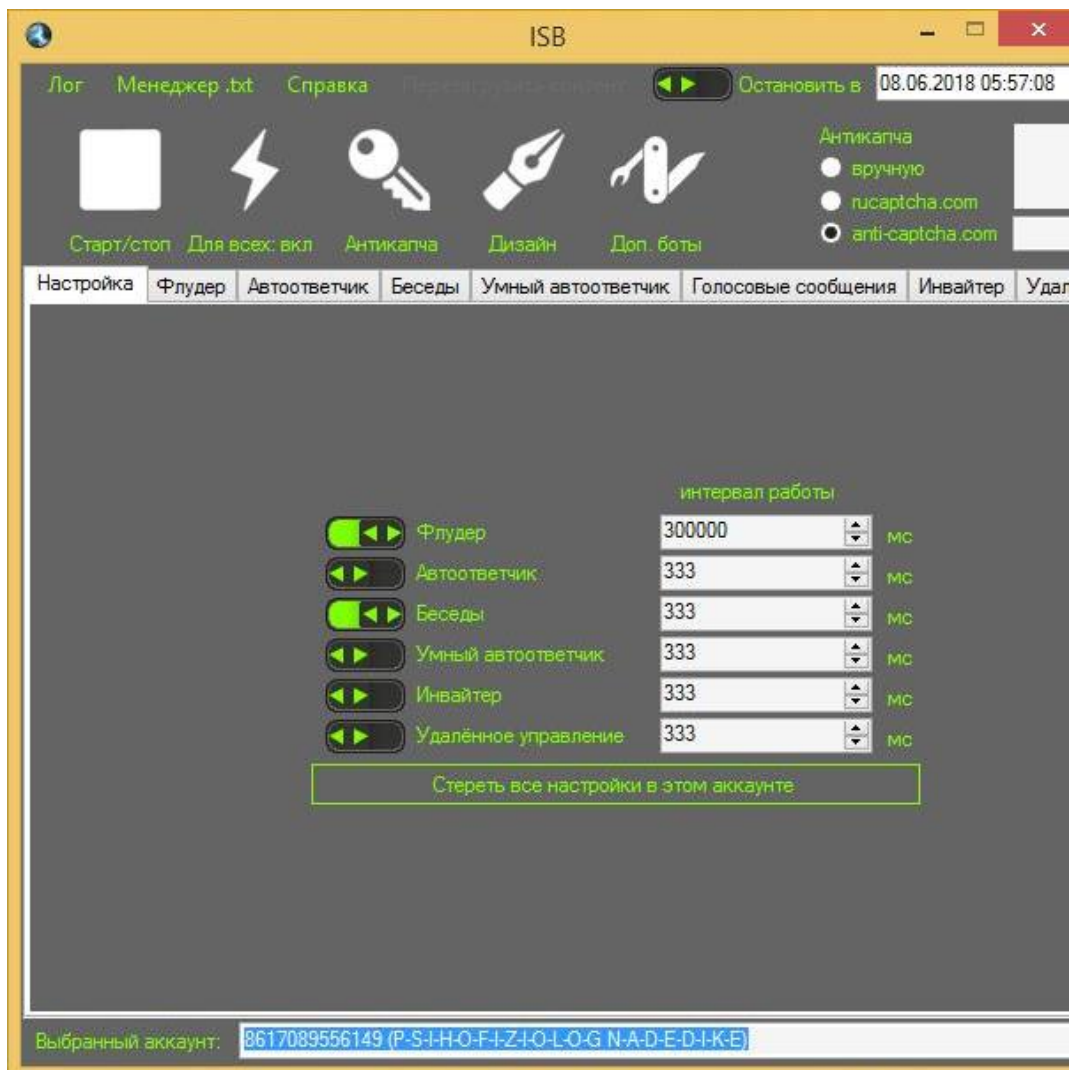 ISB
Лог Менеджер .txt Справка Перезагрузить контент Остановить в 08.06.2018 05:57:08
Антикапча
вручную
rucaptcha.com
anti-captcha.com
Старт/стоп Для всех: вкл Антикапча Дизайн Доп. боты
Настройка Флудер Автоответчик Беседы Умный автоответчик Голосовые сообщения Инвайтер Удал
интервал работы
Флудер 300000 мс
Автоответчик 333 мс
Беседы 333 мс
Умный автоответчик 333 мс
Инвайтер 333 мс
Удалённое управление 333 мс
Стереть все настройки в этом аккаунте
Выбранный аккаунт: 8617089556149 (P-S-I-H-O-F-I-Z-I-O-L-O-G N-A-D-E-D-I-K-E)